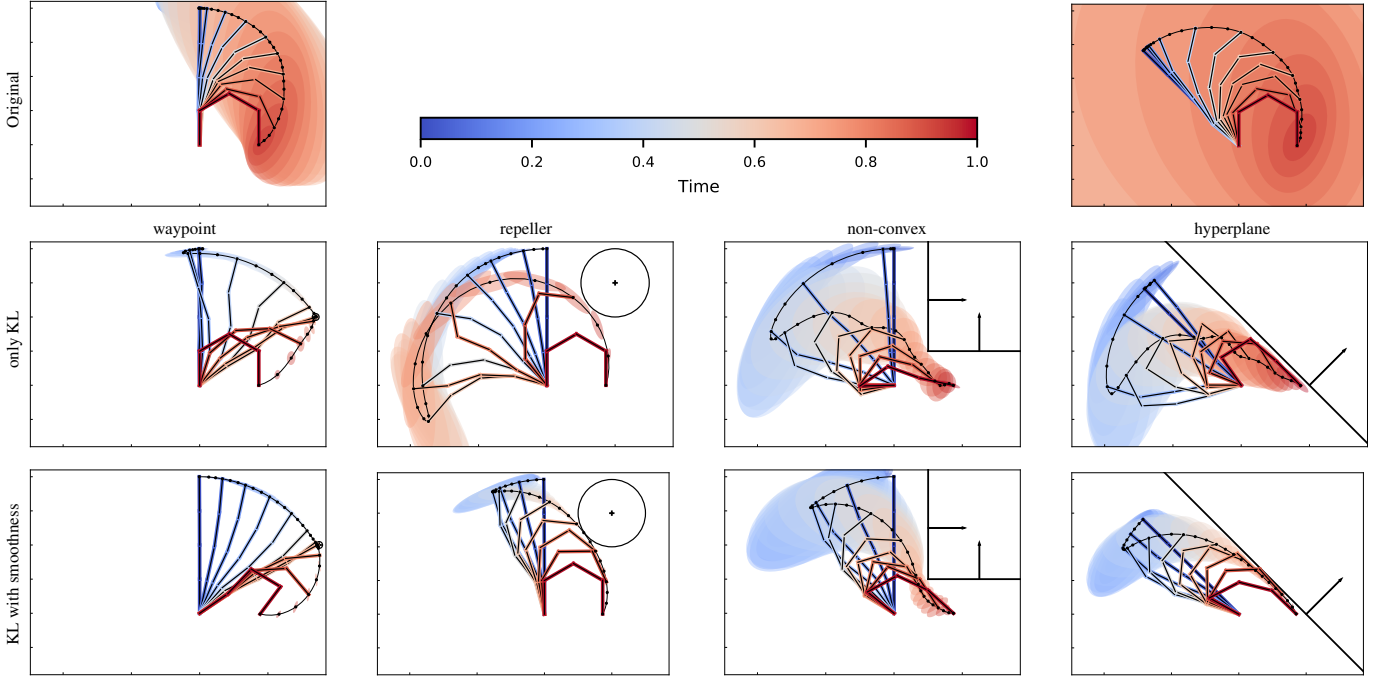 Original
0.0 0.2 0.4 0.6 0.8 1.0
Time
waypoint repeller non-convex hyperplane
only KL
KL with smoothness